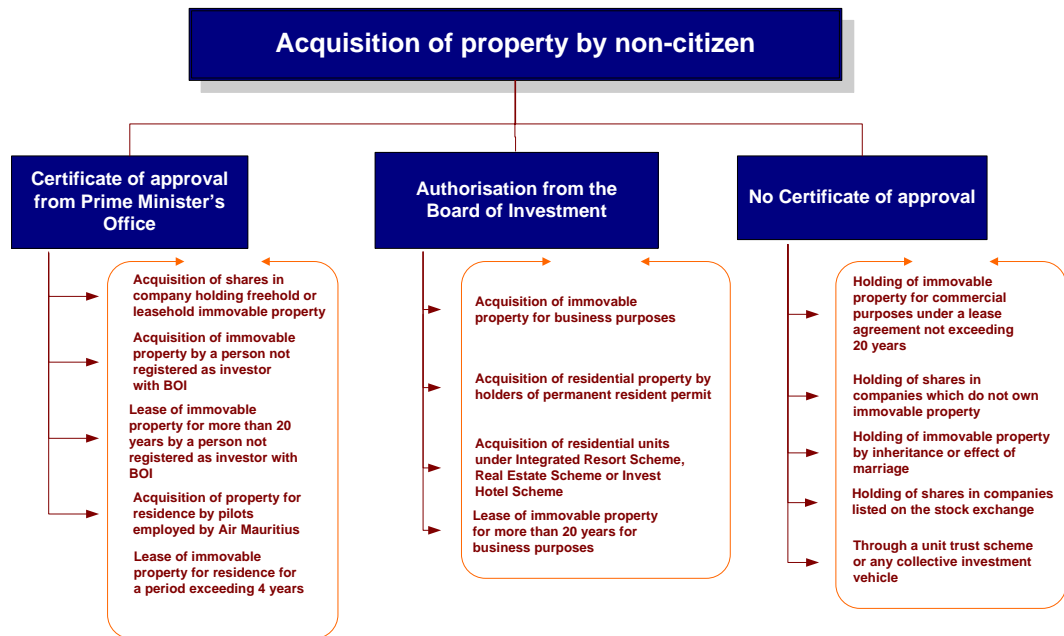 Acquisition of property by non-citizen
Certificate of approval
from Prime Minister's
Office
Acquisition of shares in
company holding freehold or
leasehold immovable property
Acquisition of immovable
property by a person not
registered as investor
with BOI
Lease of immovable
property for more than 20
years by a person not
registered as investor with
BOI
Acquisition of property for
residence by pilots
employed by Air Mauritius
Lease of immovable
property for residence for
a period exceeding 4 years
Authorisation from the
Board of Investment
Acquisition of immovable
property for business purposes
Acquisition of residential property by
holders of permanent resident permit
Acquisition of residential units
under Integrated Resort Scheme,
Real Estate Scheme or Invest
Hotel Scheme
Lease of immovable property
for more than 20 years for
business purposes
No Certificate of approval
Holding of immovable
property for commercial
purposes under a lease
agreement not exceeding
20 years
Holding of shares in
companies which do not own
immovable property
Holding of immovable property
by inheritance or effect of
marriage
Holding of shares in companies
listed on the stock exchange
Through a unit trust scheme
or any collective investment
vehicle